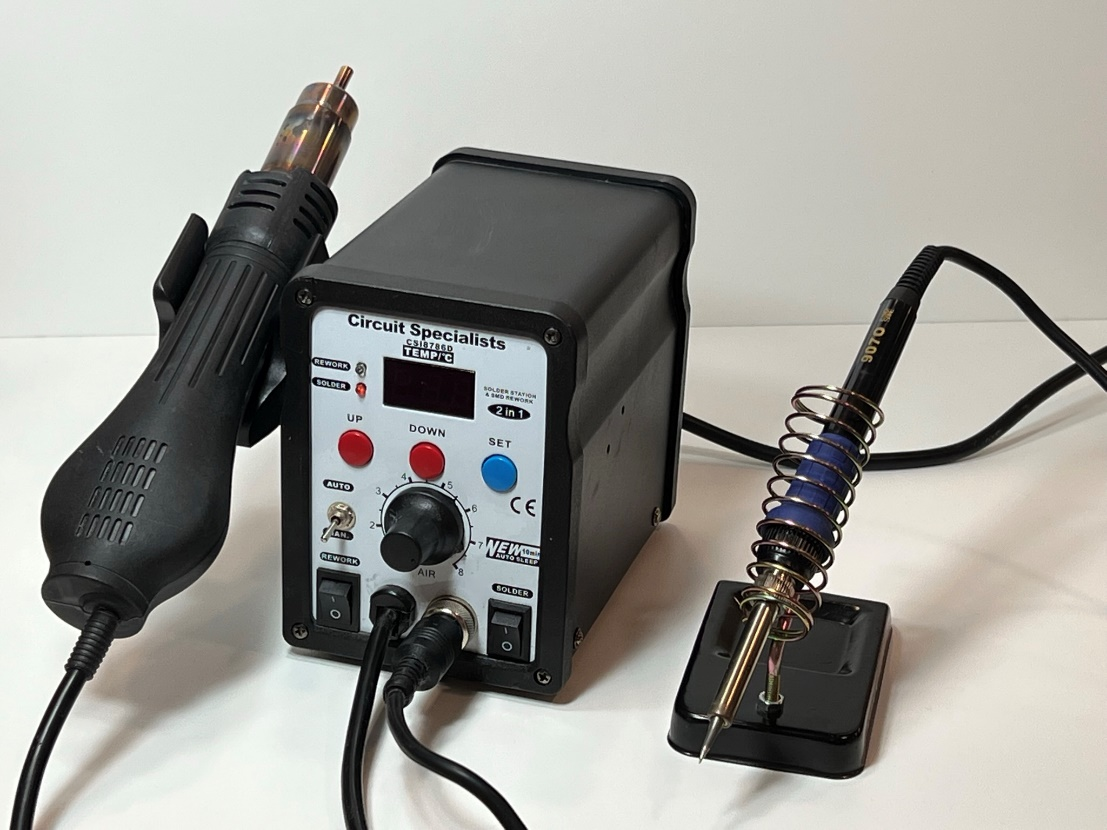 Circuit Specialists
CSI8786D
TEMP/°C
REWORK
SOLDER
SOLDER STATION
& SMD REWORK
2 in 1
UP
DOWN
SET
AUTO
3
4
5
6
2
7
8
AIR
CE
NEW 10min
AUTO SLEEP
REWORK
SOLDER
I
O
I
O
907O